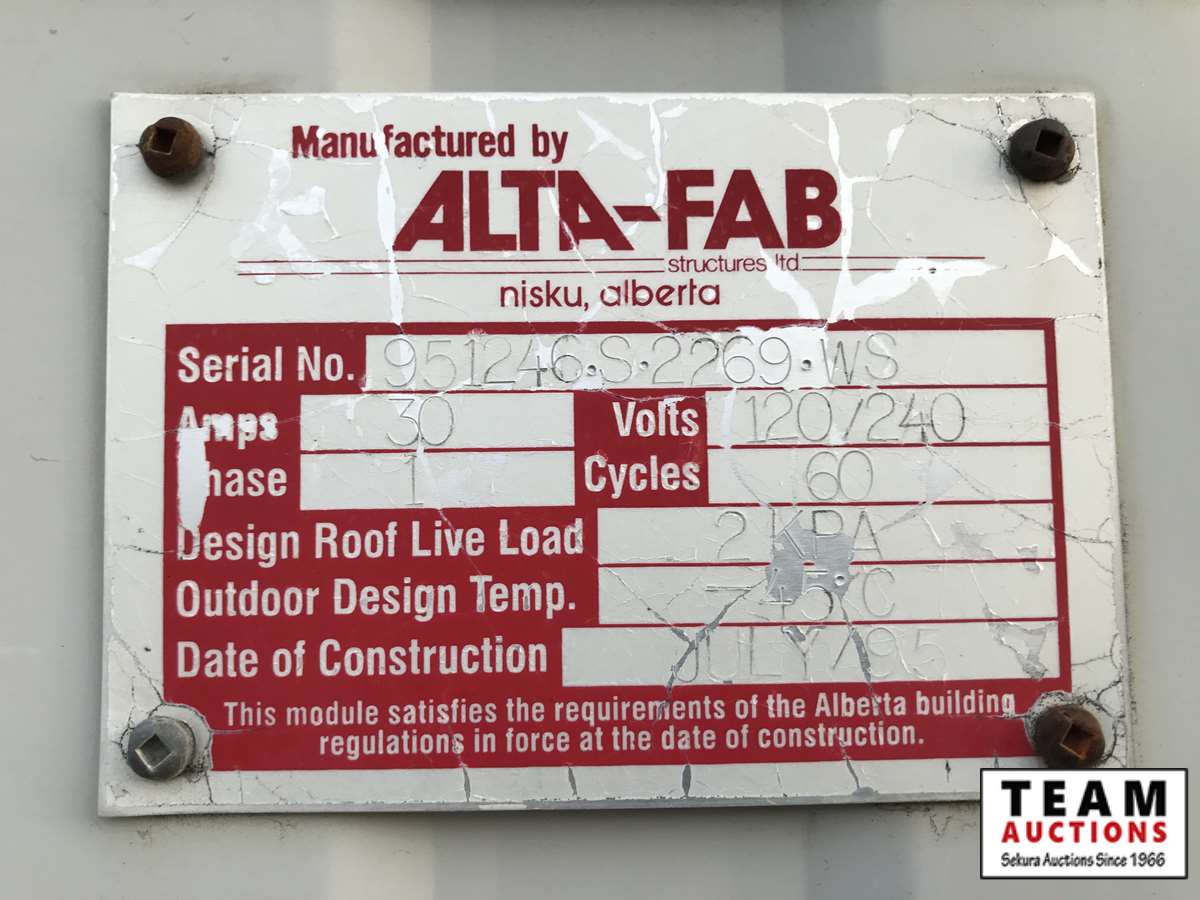 Manufactured by
ALTA-FAB
structures ltd
nisku, alberta
Serial No. 951246.S.2269.WS
Amps 30 Volts 120/240
Phase 1 Cycles 60
Design Roof Live Load 2 KPA
Outdoor Design Temp. -45°C
Date of Construction JULY/95
This module satisfies the requirements of the Alberta building
regulations in force at the date of construction.
TEAM
AUCTIONS
Sekura Auctions Since 1966